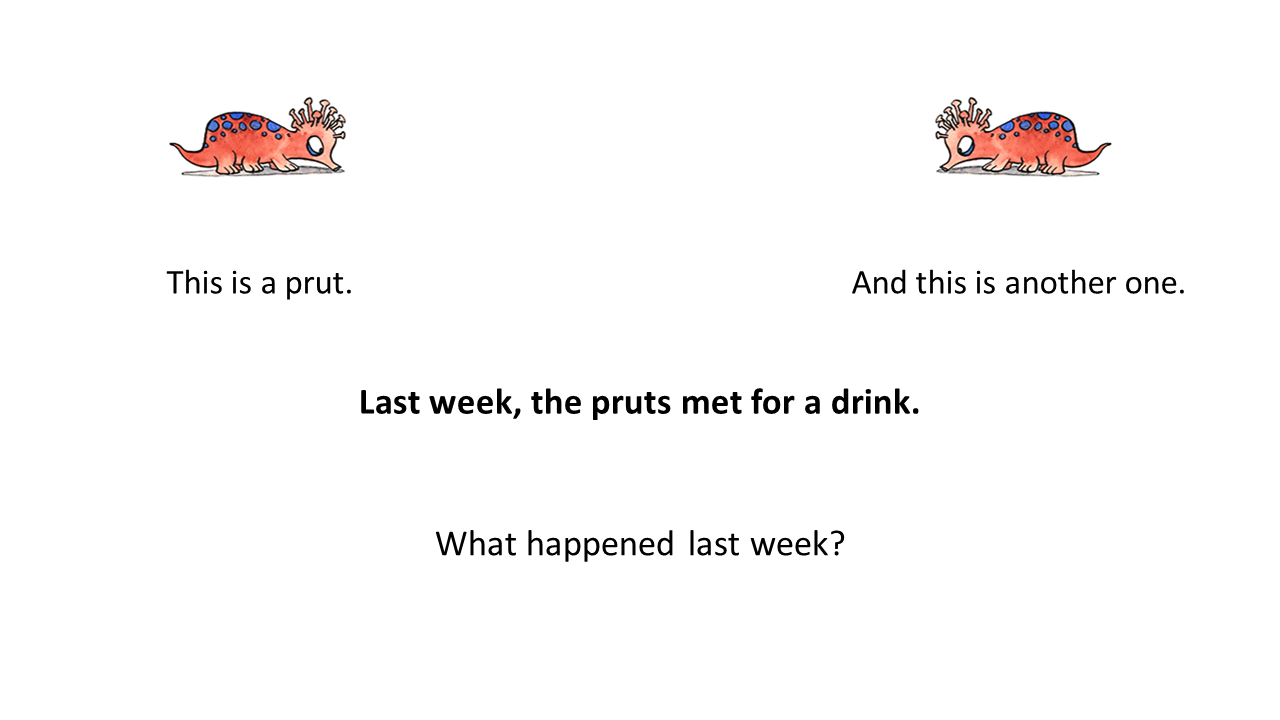 This is a prut.
And this is another one.
Last week, the pruts met for a drink.
What happened last week?